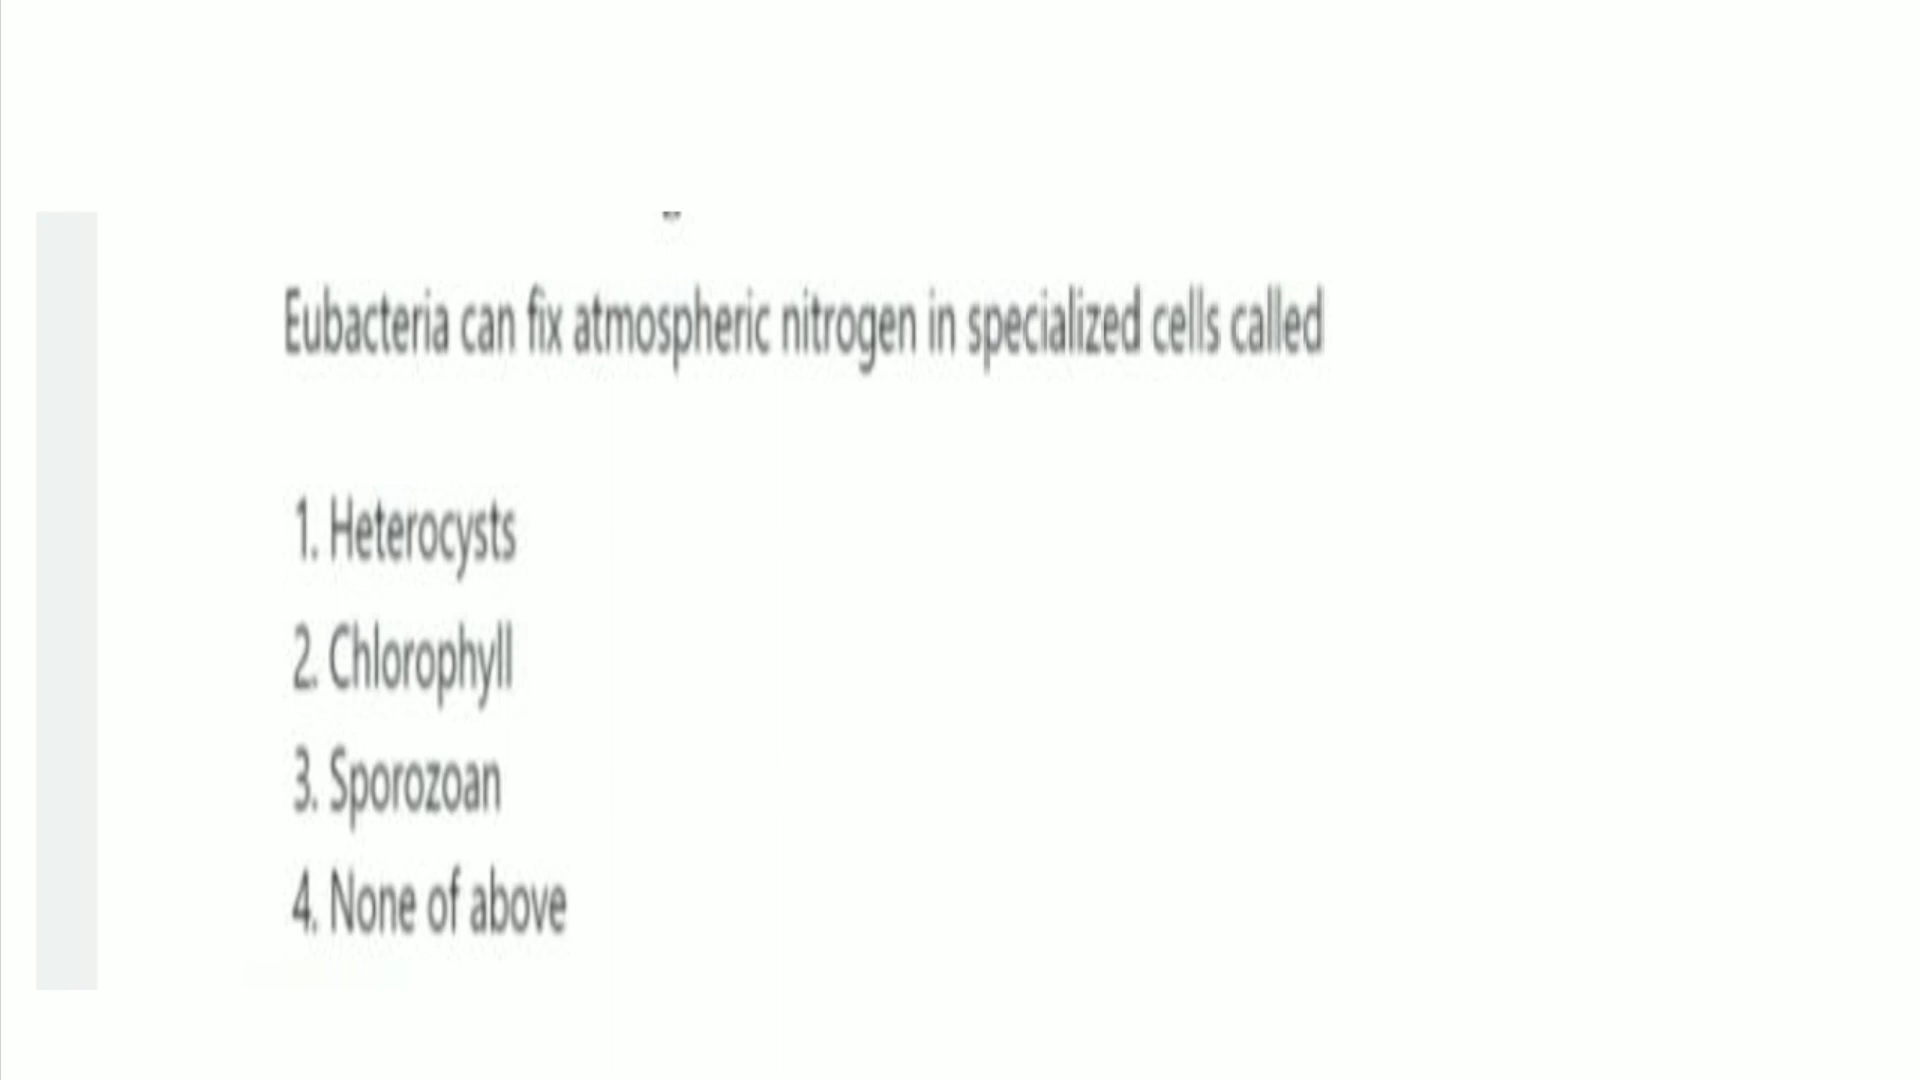 Eubacteria can fix atmospheric nitrogen in specialized cells called
1. Heterocysts
2. Chlorophyll
3. Sporozoan
4. None of above